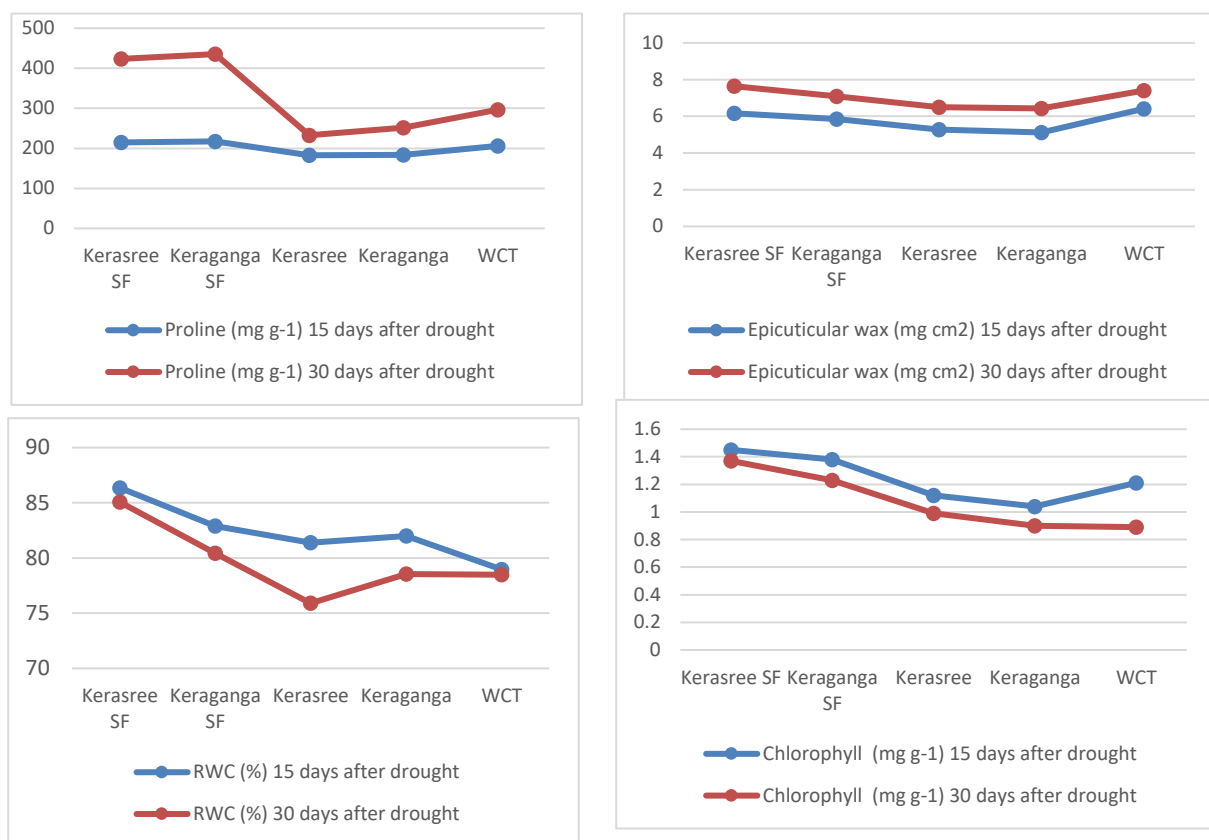 500
400
300
200
100
0
Kerasree Keraganga Kerasree Keraganga WCT
SF SF
Proline (mg g-1) 15 days after drought
Proline (mg g-1) 30 days after drought
10
8
6
4
2
0
Kerasree SF Keraganga Kerasree Keraganga WCT
SF
Epicuticular wax (mg cm2) 15 days after drought
Epicuticular wax (mg cm2) 30 days after drought
90
85
80
75
70
Kerasree Keraganga Kerasree Keraganga WCT
SF SF
RWC (%) 15 days after drought
RWC (%) 30 days after drought
1.6
1.4
1.2
1
0.8
0.6
0.4
0.2
0
Kerasree SF Keraganga Kerasree Keraganga WCT
SF
Chlorophyll (mg g-1) 15 days after drought
Chlorophyll (mg g-1) 30 days after drought